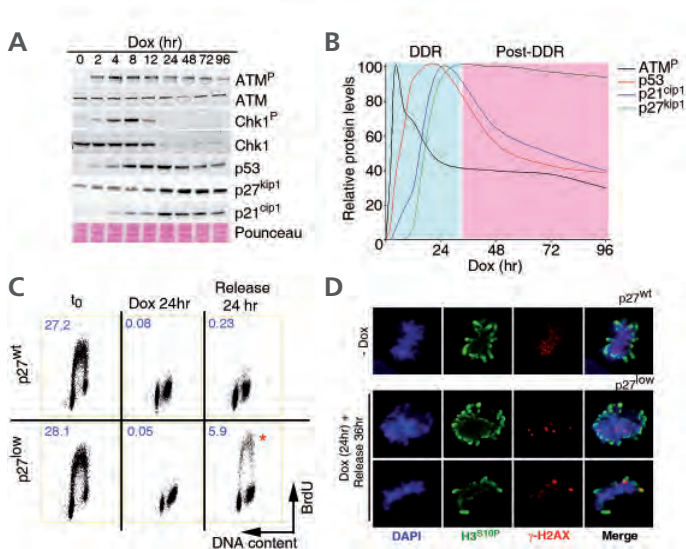 A
Dox (hr)
0 2 4 8 12 24 48 72 96
ATMᴾ
ATM
Chk1ᴾ
Chk1
p53
p27ᵏⁱᵖ¹
p21ᶜⁱᵖ¹
Pounceau
B
DDR Post-DDR
ATMᴾ
p53
p21ᶜⁱᵖ¹
p27ᵏⁱᵖ¹
Relative protein levels
100
80
60
40
20
0
24 48 72 96
Dox (hr)
C
t₀ Dox 24hr Release 24 hr
p27ʷᵗ
27,2 0.08 0.23
p27ˡᵒʷ
28.1 0.05 5.9 *
BrdU
DNA content
D
p27ʷᵗ
- Dox
p27ˡᵒʷ
Dox (24hr) +
Release 36hr
DAPI H3ˢ¹⁰ᴾ γ-H2AX Merge